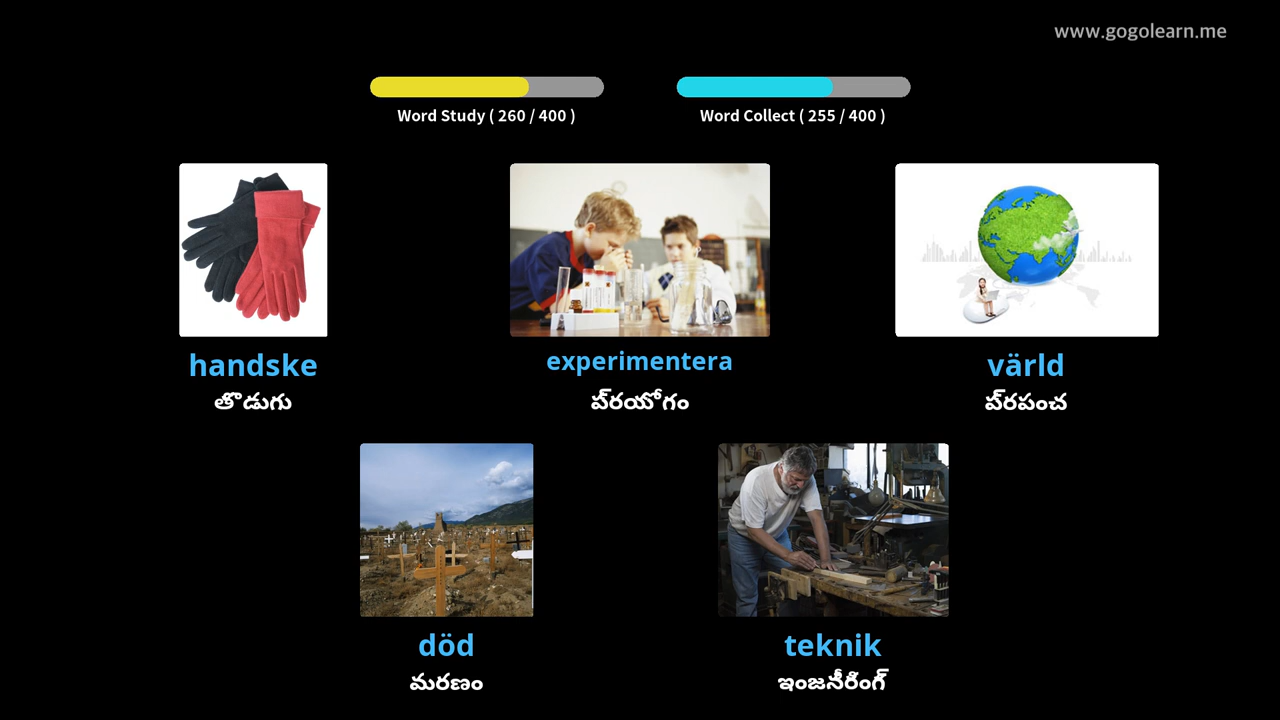 www.gogolearn.me
Word Study ( 260 / 400 )
Word Collect ( 255 / 400 )
handske
తొడుగు
experimentera
ప్రయోగం
värld
ప్రపంచ
död
మరణం
teknik
ఇంజనీరింగ్